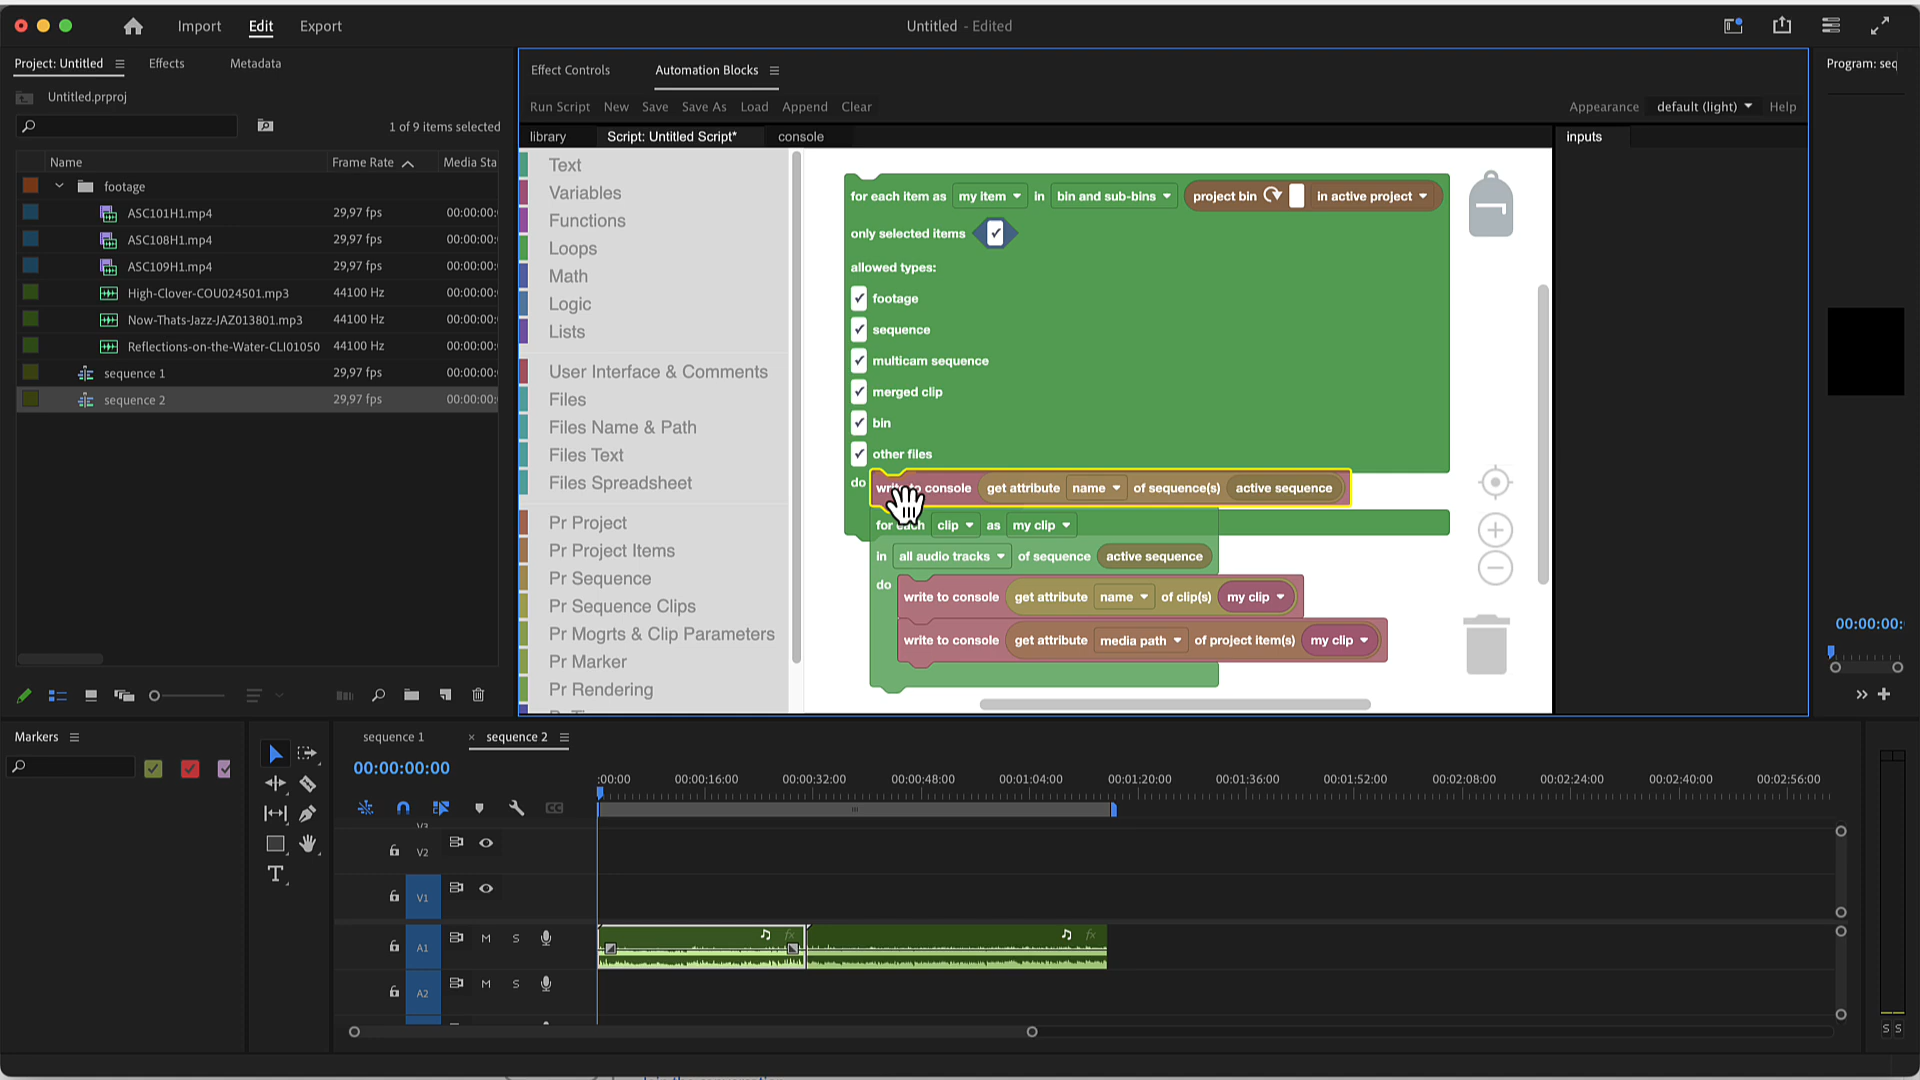 Import Edit Export
Untitled - Edited
Project: Untitled Effects Metadata
Untitled.prproj
1 of 9 items selected
Name Frame Rate Media Sta
footage
ASC101H1.mp4 29,97 fps 00:00:00:
ASC108H1.mp4 29,97 fps 00:00:00:
ASC109H1.mp4 29,97 fps 00:00:00:
High-Clover-COU024501.mp3 44100 Hz 00:00:00:
Now-Thats-Jazz-JAZ013801.mp3 44100 Hz 00:00:00:
Reflections-on-the-Water-CLI01050 44100 Hz 00:00:00:
sequence 1 29,97 fps 00:00:00:
sequence 2 29,97 fps 00:00:00:
Effect Controls Automation Blocks
Run Script New Save Save As Load Append Clear
Appearance default (light) Help
library Script: Untitled Script* console
inputs
Text
Variables
Functions
Loops
Math
Logic
Lists
User Interface & Comments
Files
Files Name & Path
Files Text
Files Spreadsheet
Pr Project
Pr Project Items
Pr Sequence
Pr Sequence Clips
Pr Mogrts & Clip Parameters
Pr Marker
Pr Rendering
for each item as my item in bin and sub-bins project bin in active project
only selected items
allowed types:
footage
sequence
multicam sequence
merged clip
bin
other files
do write to console get attribute name of sequence(s) active sequence
for each clip as my clip
in all audio tracks of sequence active sequence
do write to console get attribute name of clip(s) my clip
write to console get attribute media path of project item(s) my clip
Program: seq
00:00:00:
Markers
sequence 1 × sequence 2
00:00:00:00
:00:00 00:00:16:00 00:00:32:00 00:00:48:00 00:01:04:00 00:01:20:00 00:01:36:00 00:01:52:00 00:02:08:00 00:02:24:00 00:02:40:00 00:02:56:00
CC
T
V3
V2
V1
A1 M S fx fx
A2 M S
S S